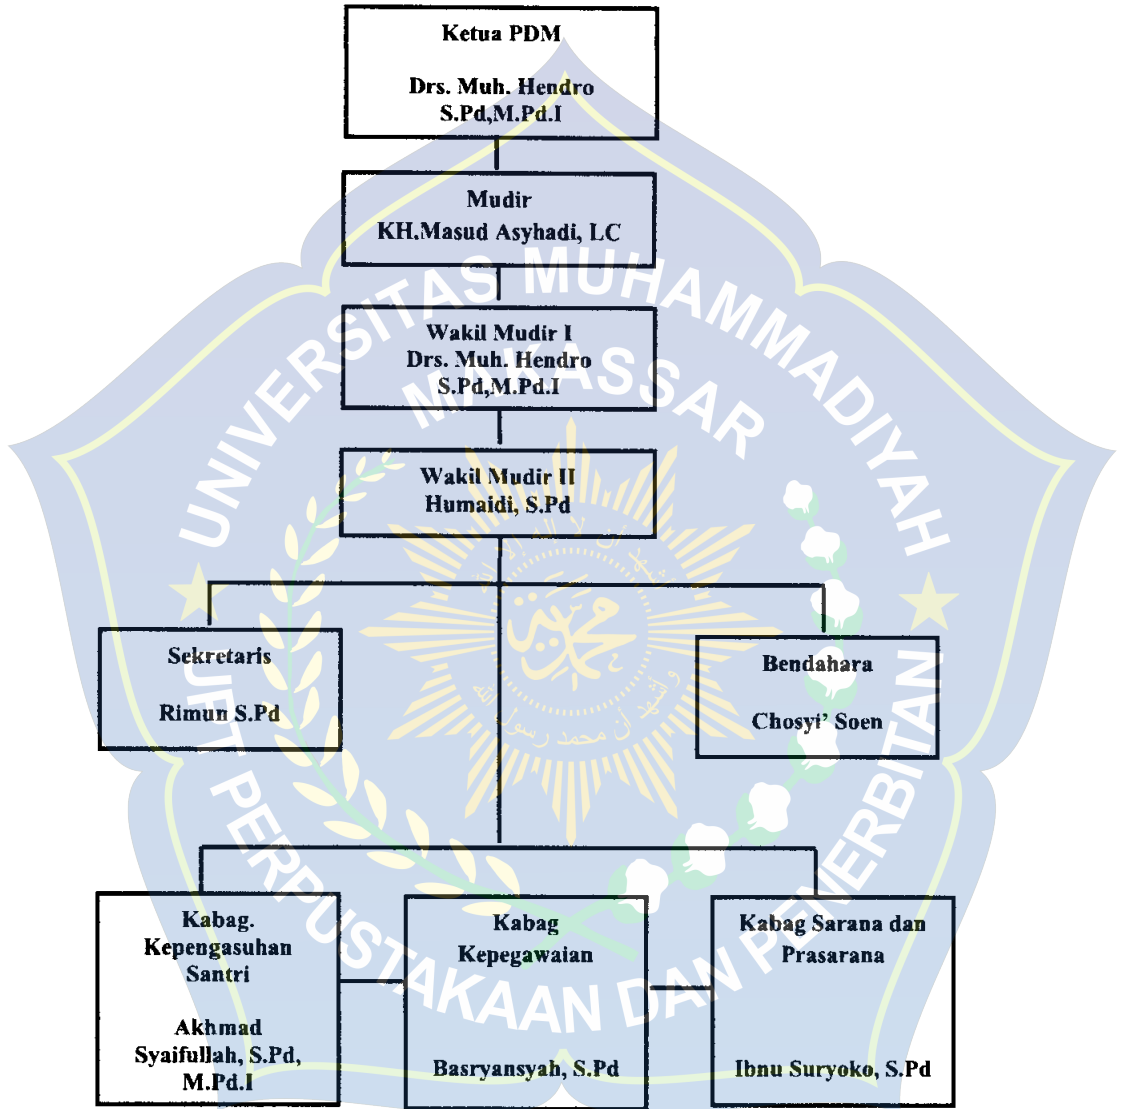 Ketua PDM
Drs. Muh. Hendro
S.Pd,M.Pd.I
Mudir
KH.Masud Asyhadi, LC
Wakil Mudir I
Drs. Muh. Hendro
S.Pd,M.Pd.I
Wakil Mudir II
Humaidi, S.Pd
Sekretaris
Rimun S.Pd
Bendahara
Chosyi' Soen
Kabag.
Kepengasuhan
Santri
Akhmad
Syaifullah, S.Pd,
M.Pd.I
Kabag
Kepegawaian
Basryansyah, S.Pd
Kabag Sarana dan
Prasarana
Ibnu Suryoko, S.Pd
UNIVERSITAS MUHAMMADIYAH
MAKASSAR
محمدية
UPT PERPUSTAKAAN DAN PENERBITAN